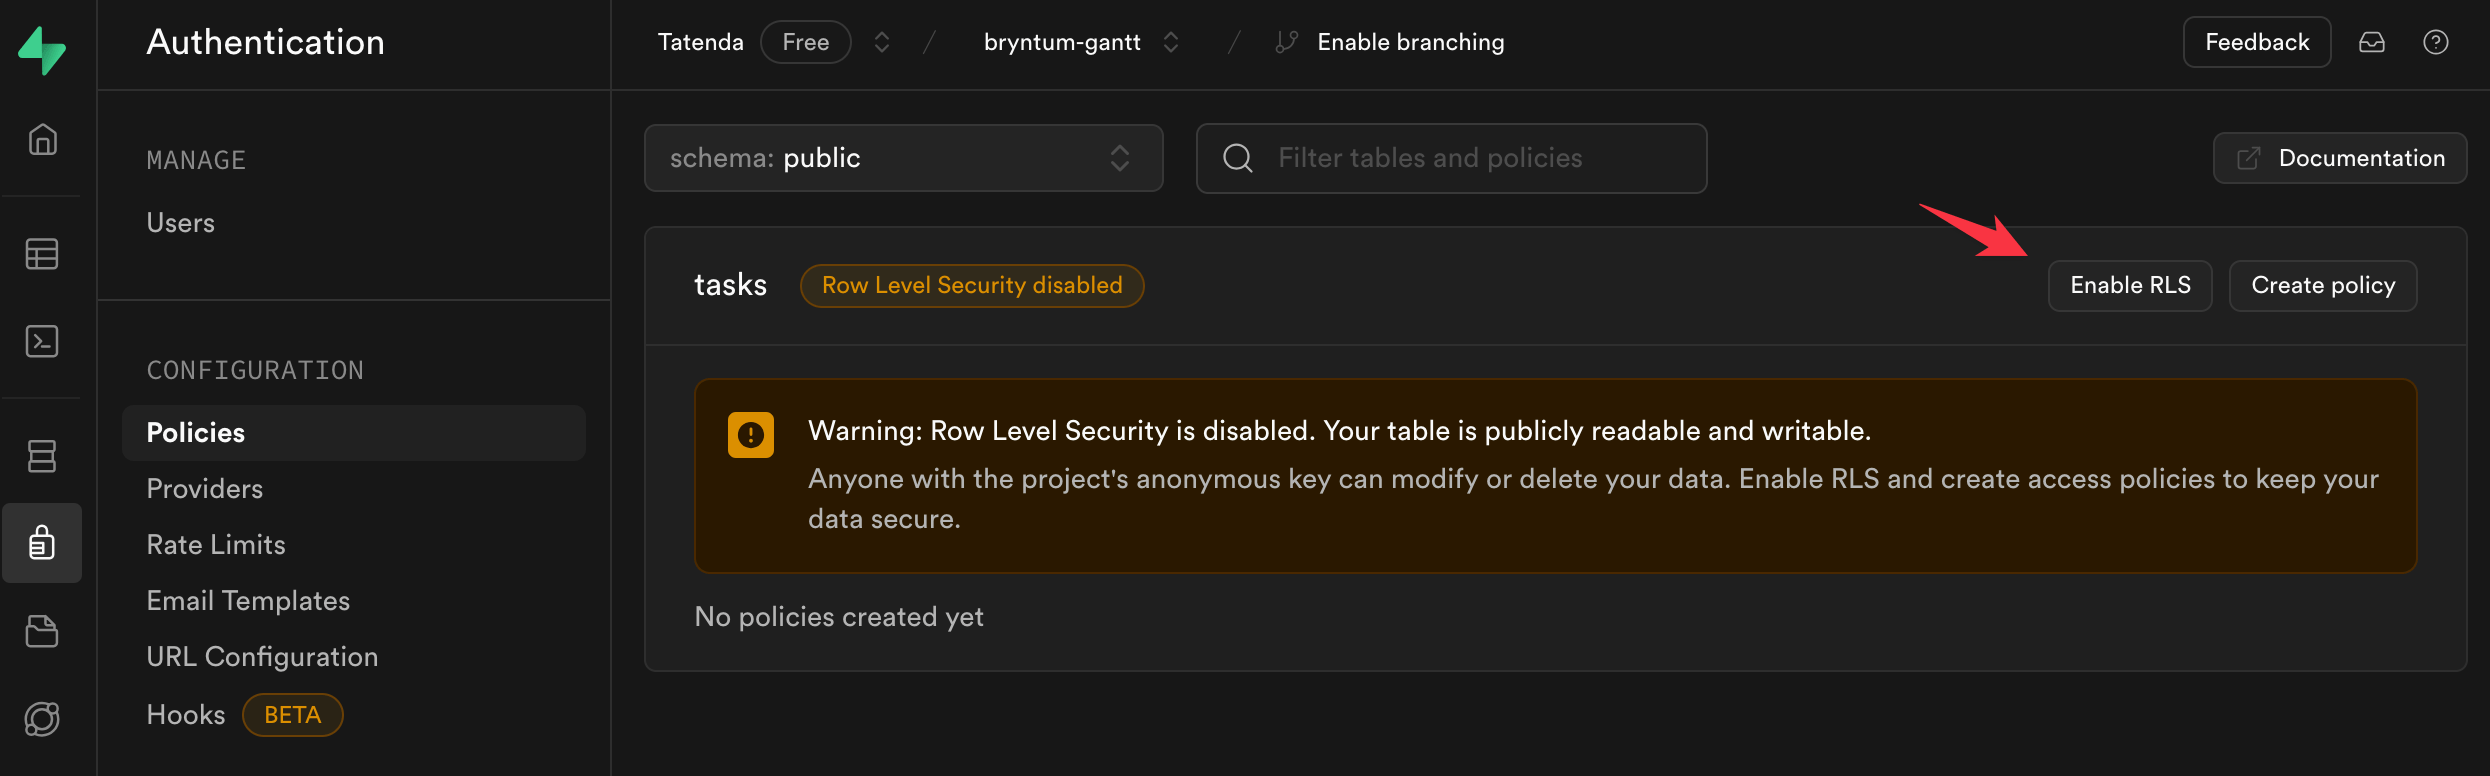 Authentication
Tatenda Free / bryntum-gantt / Enable branching
Feedback
MANAGE
Users
CONFIGURATION
Policies
Providers
Rate Limits
Email Templates
URL Configuration
Hooks BETA
schema: public
Filter tables and policies
Documentation
tasks Row Level Security disabled
Enable RLS Create policy
Warning: Row Level Security is disabled. Your table is publicly readable and writable.
Anyone with the project's anonymous key can modify or delete your data. Enable RLS and create access policies to keep your
data secure.
No policies created yet